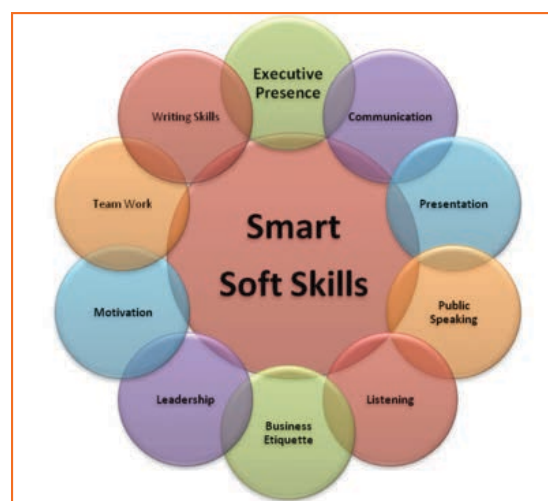 Executive
Presence
Communication
Presentation
Public
Speaking
Listening
Business
Etiquette
Leadership
Motivation
Team Work
Writing Skills
Smart
Soft Skills